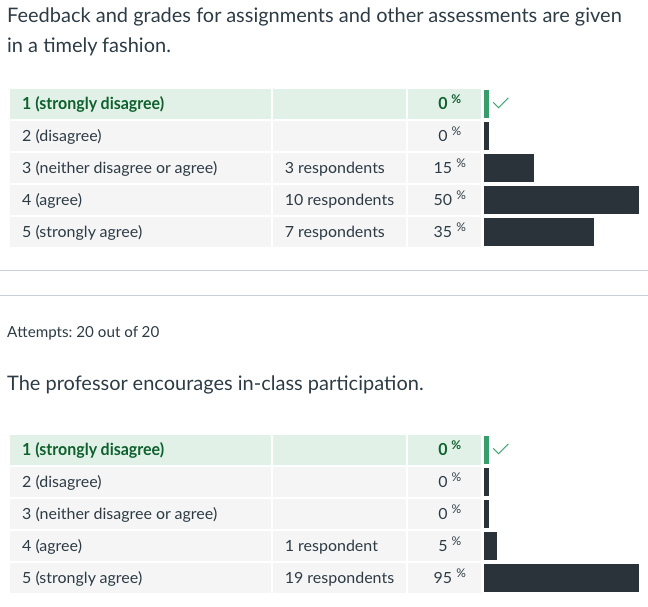 Feedback and grades for assignments and other assessments are given
in a timely fashion.
1 (strongly disagree) 0 %
2 (disagree) 0 %
3 (neither disagree or agree) 3 respondents 15 %
4 (agree) 10 respondents 50 %
5 (strongly agree) 7 respondents 35 %
Attempts: 20 out of 20
The professor encourages in-class participation.
1 (strongly disagree) 0 %
2 (disagree) 0 %
3 (neither disagree or agree) 0 %
4 (agree) 1 respondent 5 %
5 (strongly agree) 19 respondents 95 %